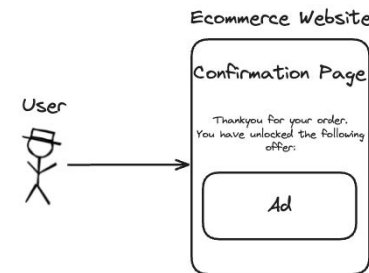 Ecommerce Website
Confirmation Page
User
Thankyou for your order.
You have unlocked the following
offer:
Ad